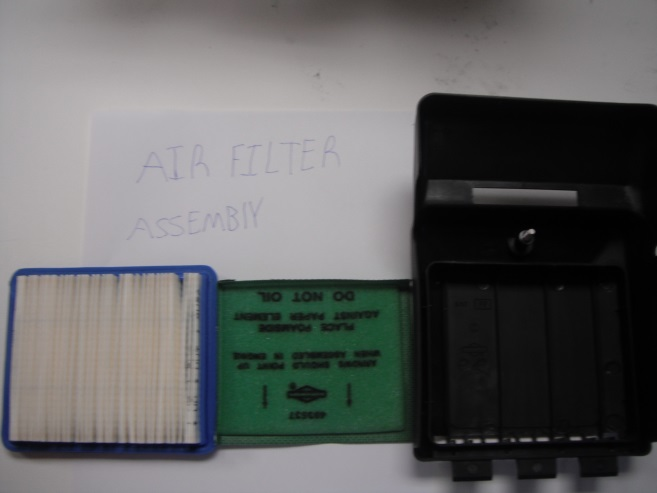 AIR FILTER
ASSEMBlY
493537
ARROWS SHOULD POINT UP
WHEN ASSEMBLED IN ENGINE
PLACE FOAMSIDE
AGAINST PAPER ELEMENT
DO NOT OIL